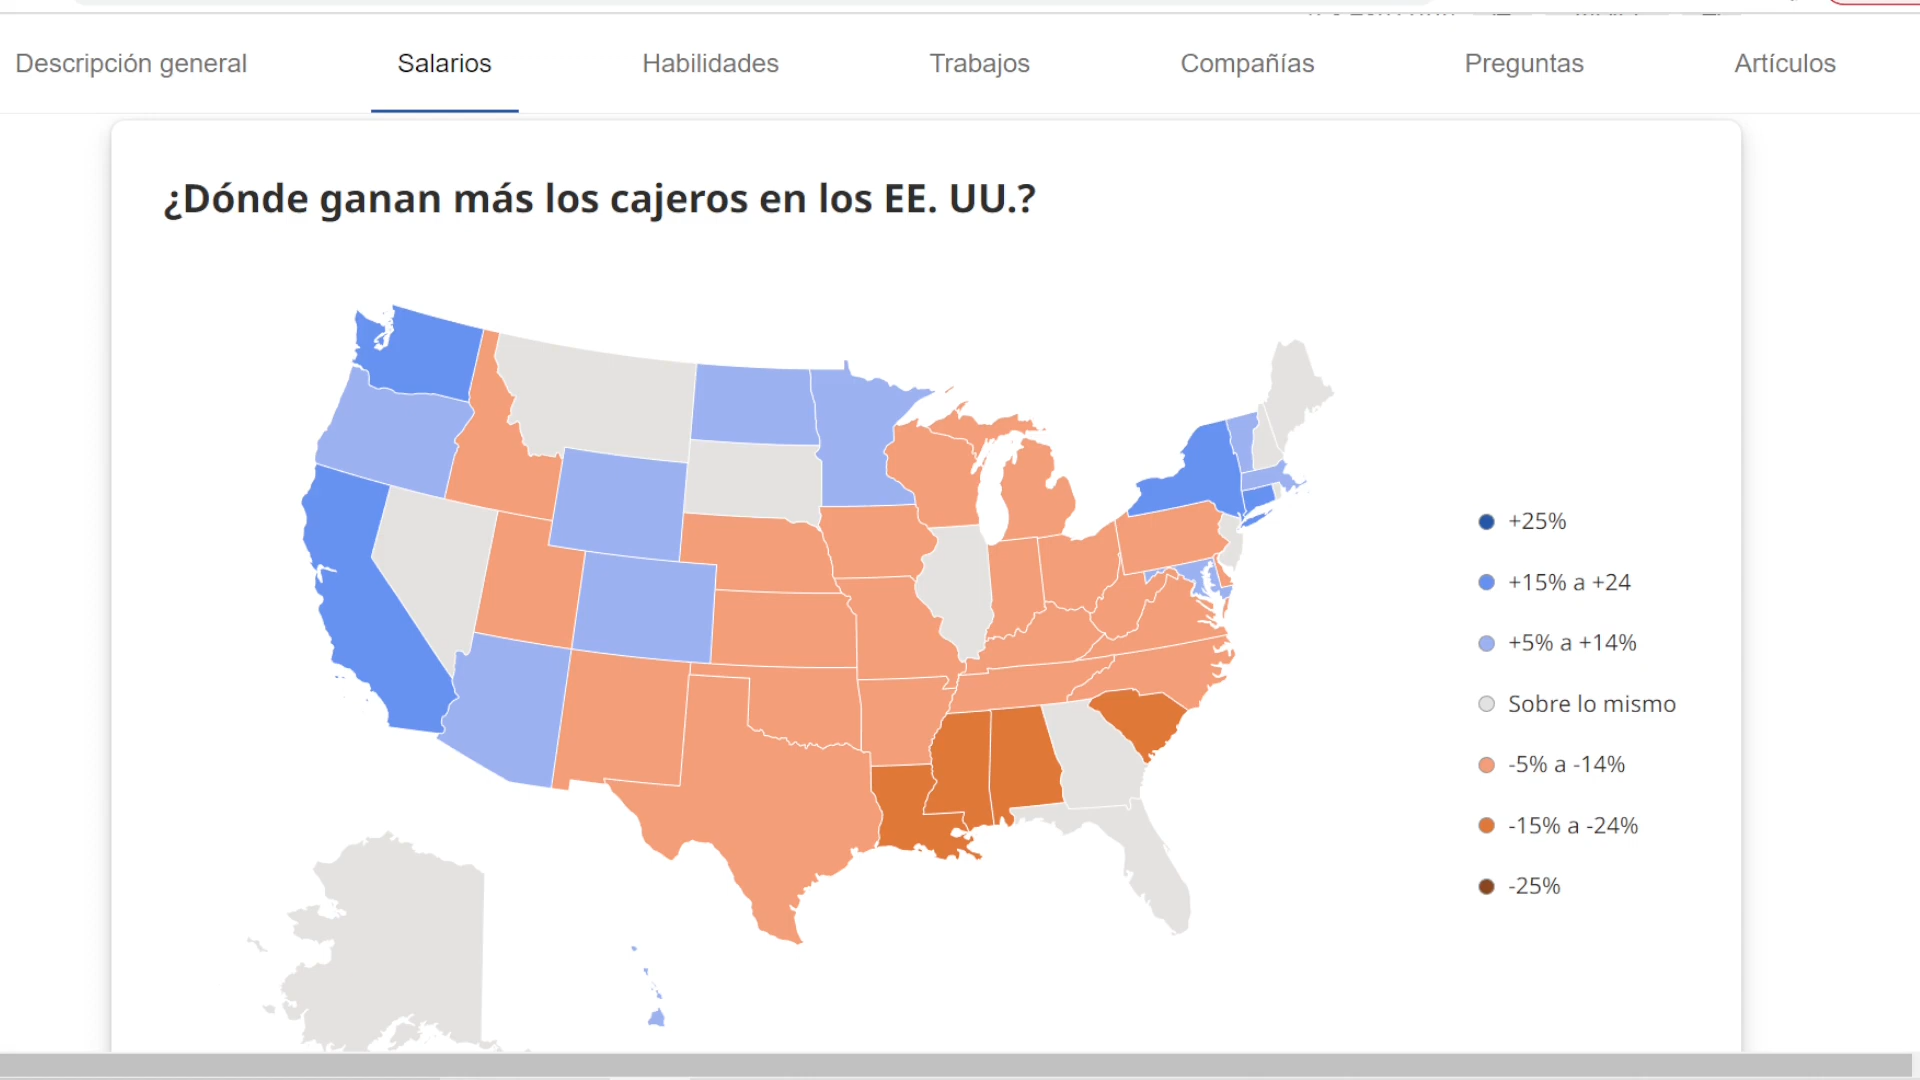 Descripción general Salarios Habilidades Trabajos Compañías Preguntas Artículos
¿Dónde ganan más los cajeros en los EE. UU.?
+25%
+15% a +24
+5% a +14%
Sobre lo mismo
-5% a -14%
-15% a -24%
-25%